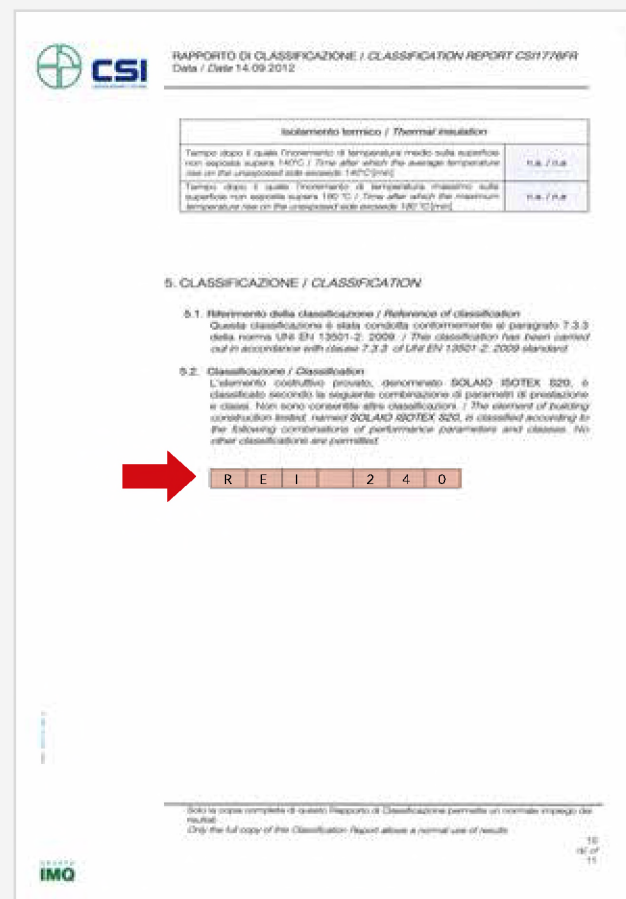 CSI
RAPPORTO DI CLASSIFICAZIONE / CLASSIFICATION REPORT CSI1776FR
Data / Date 14.09.2012
Isolamento termico / Thermal insulation
Tempo dopo il quale l'incremento di temperatura medio sulla superficie
non esposta supera 140°C / Time after which the average temperature
rise on the unexposed side exceeds 140°C [min]
n.a. / n.a
Tempo dopo il quale l'incremento di temperatura massimo sulla
superficie non esposta supera 180 °C / Time after which the maximum
temperature rise on the unexposed side exceeds 180 °C [min]
n.a. / n.a
5. CLASSIFICAZIONE / CLASSIFICATION
5.1. Riferimento della classificazione / Reference of classification
Questa classificazione è stata condotta conformemente al paragrafo 7.3.3
della norma UNI EN 13501-2: 2009. / This classification has been carried
out in accordance with clause 7.3.3 of UNI EN 13501-2: 2009 standard
5.2. Classificazione / Classification
L'elemento costruttivo provato, denominato SOLAIO ISOTEX S20, è
classificato secondo la seguente combinazione di parametri di prestazione
e classi. Non sono consentite altre classificazioni. / The element of building
construction tested, named SOLAIO ISOTEX S20, is classified according to
the following combinations of performance parameters and classes. No
other classifications are permitted.
R E I 2 4 0
Solo la copia completa di questo Rapporto di Classificazione permette un normale impiego dei
risultati
Only the full copy of this Classification Report allows a normal use of results
10
di/ of
11
GRUPPO
IMQ